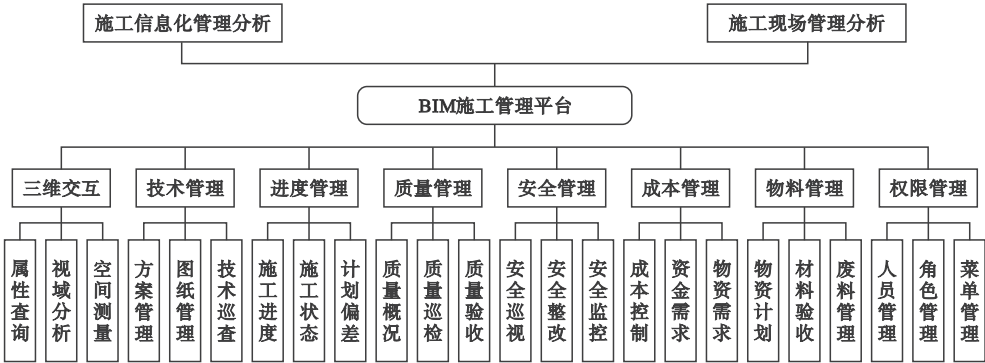 施工信息化管理分析
施工现场管理分析
BIM施工管理平台
三维交互
技术管理
进度管理
质量管理
安全管理
成本管理
物料管理
权限管理
属性查询
视域分析
空间测量
方案管理
图纸管理
技术巡查
施工进度
施工状态
计划偏差
质量概况
质量巡检
质量验收
安全巡视
安全整改
安全监控
成本控制
资金需求
物资需求
物资计划
材料验收
废料管理
人员管理
角色管理
菜单管理